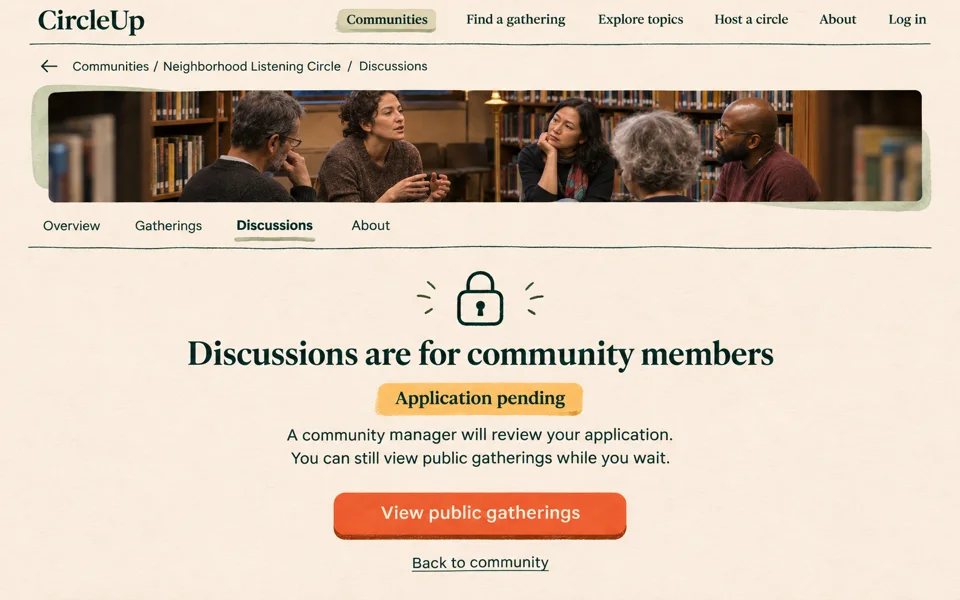 CircleUp
Communities
Find a gathering
Explore topics
Host a circle
About
Log in
Communities / Neighborhood Listening Circle / Discussions
Overview
Gatherings
Discussions
About
Discussions are for community members
Application pending
A community manager will review your application.
You can still view public gatherings while you wait.
View public gatherings
Back to community